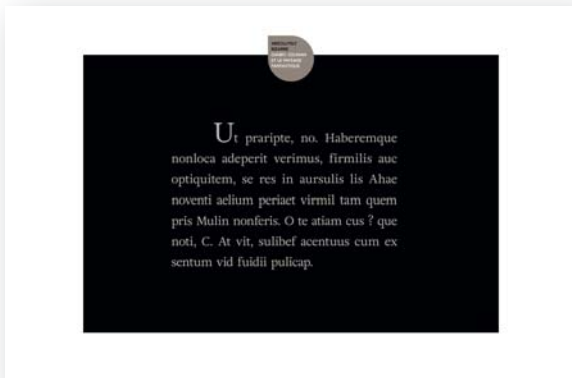 Ut praripte, no. Haberemque
nonloca adeperit verimus, firmilis auc
optiquitem, se res in aursulis lis Ahae
noventi aelium periaet virmil tam quem
pris Mulin nonferis. O te atiam cus ? que
noti, C. At vit, sulibef acentuus cum ex
sentum vid fuidii pulicap.